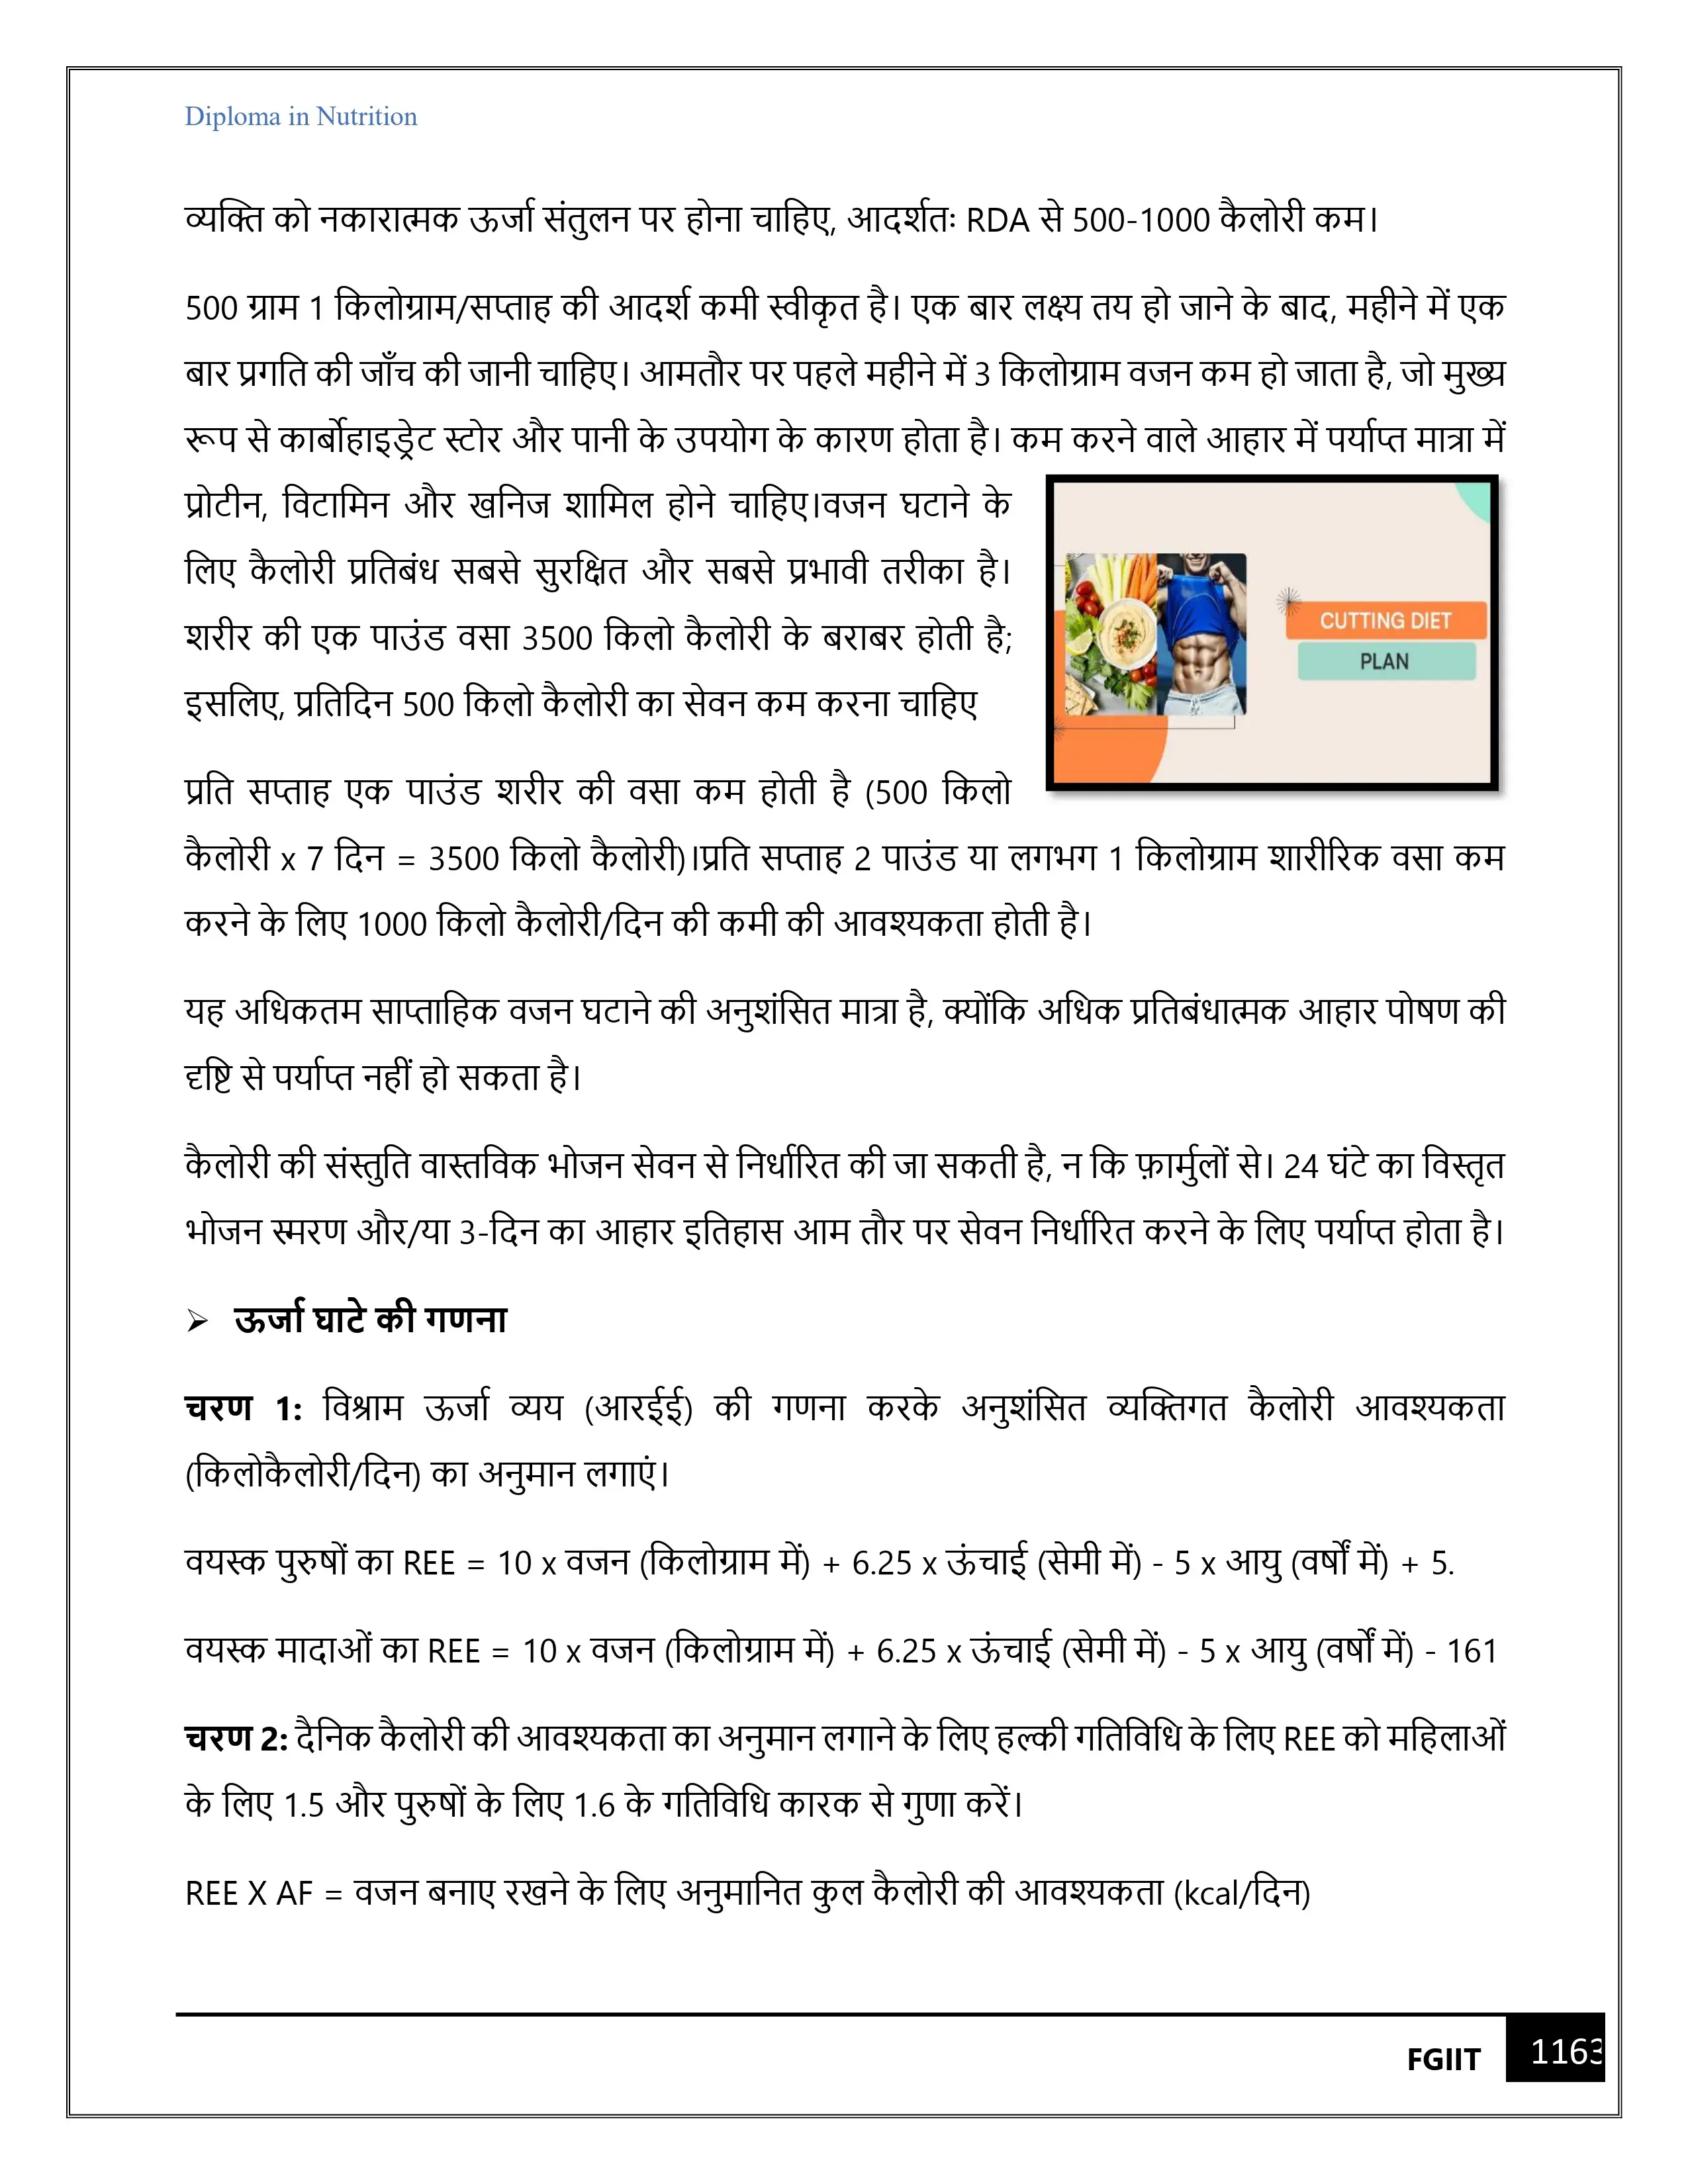 Diploma in Nutrition
व्यक्ति को नकारात्मक ऊर्जा संतुलन पर होना चाहिए, आदर्शतः RDA से 500-1000 कैलोरी कम।
500 ग्राम 1 किलोग्राम/सप्ताह की आदर्श कमी स्वीकृत है। एक बार लक्ष्य तय हो जाने के बाद, महीने में एक
बार प्रगति की जाँच की जानी चाहिए। आमतौर पर पहले महीने में 3 किलोग्राम वजन कम हो जाता है, जो मुख्य
रूप से कार्बोहाइड्रेट स्टोर और पानी के उपयोग के कारण होता है। कम करने वाले आहार में पर्याप्त मात्रा में
प्रोटीन, विटामिन और खनिज शामिल होने चाहिए।वजन घटाने के
लिए कैलोरी प्रतिबंध सबसे सुरक्षित और सबसे प्रभावी तरीका है।
शरीर की एक पाउंड वसा 3500 किलो कैलोरी के बराबर होती है;
इसलिए, प्रतिदिन 500 किलो कैलोरी का सेवन कम करना चाहिए
CUTTING DIET
PLAN
प्रति सप्ताह एक पाउंड शरीर की वसा कम होती है (500 किलो
कैलोरी x 7 दिन = 3500 किलो कैलोरी)।प्रति सप्ताह 2 पाउंड या लगभग 1 किलोग्राम शारीरिक वसा कम
करने के लिए 1000 किलो कैलोरी/दिन की कमी की आवश्यकता होती है।
यह अधिकतम साप्ताहिक वजन घटाने की अनुशंसित मात्रा है, क्योंकि अधिक प्रतिबंधात्मक आहार पोषण की
दृष्टि से पर्याप्त नहीं हो सकता है।
कैलोरी की संस्तुति वास्तविक भोजन सेवन से निर्धारित की जा सकती है, न कि फ़ार्मुलों से। 24 घंटे का विस्तृत
भोजन स्मरण और/या 3-दिन का आहार इतिहास आम तौर पर सेवन निर्धारित करने के लिए पर्याप्त होता है।
➢ ऊर्जा घाटे की गणना
चरण 1: विश्राम ऊर्जा व्यय (आरईई) की गणना करके अनुशंसित व्यक्तिगत कैलोरी आवश्यकता
(किलोकैलोरी/दिन) का अनुमान लगाएं।
वयस्क पुरुषों का REE = 10 x वजन (किलोग्राम में) + 6.25 x ऊंचाई (सेमी में) - 5 x आयु (वर्षों में) + 5.
वयस्क मादाओं का REE = 10 x वजन (किलोग्राम में) + 6.25 x ऊंचाई (सेमी में) - 5 x आयु (वर्षों में) - 161
चरण 2: दैनिक कैलोरी की आवश्यकता का अनुमान लगाने के लिए हल्की गतिविधि के लिए REE को महिलाओं
के लिए 1.5 और पुरुषों के लिए 1.6 के गतिविधि कारक से गुणा करें।
REE X AF = वजन बनाए रखने के लिए अनुमानित कुल कैलोरी की आवश्यकता (kcal/दिन)
FGIIT 1163